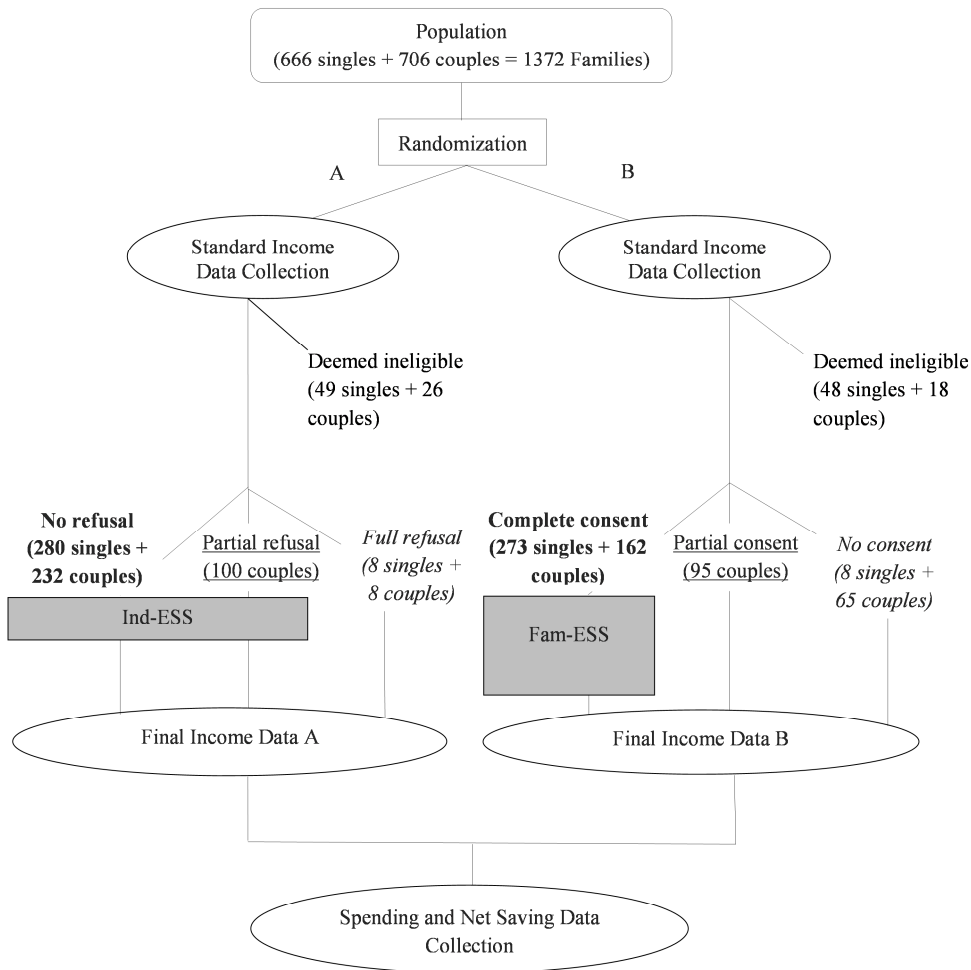 Population
(666 singles + 706 couples = 1372 Families)
Randomization
A
B
Standard Income
Data Collection
Standard Income
Data Collection
Deemed ineligible
(49 singles + 26
couples)
Deemed ineligible
(48 singles + 18
couples)
No refusal
(280 singles +
232 couples)
Partial refusal
(100 couples)
Full refusal
(8 singles +
8 couples)
Complete consent
(273 singles + 162
couples)
Partial consent
(95 couples)
No consent
(8 singles +
65 couples)
Ind-ESS
Fam-ESS
Final Income Data A
Final Income Data B
Spending and Net Saving Data
Collection